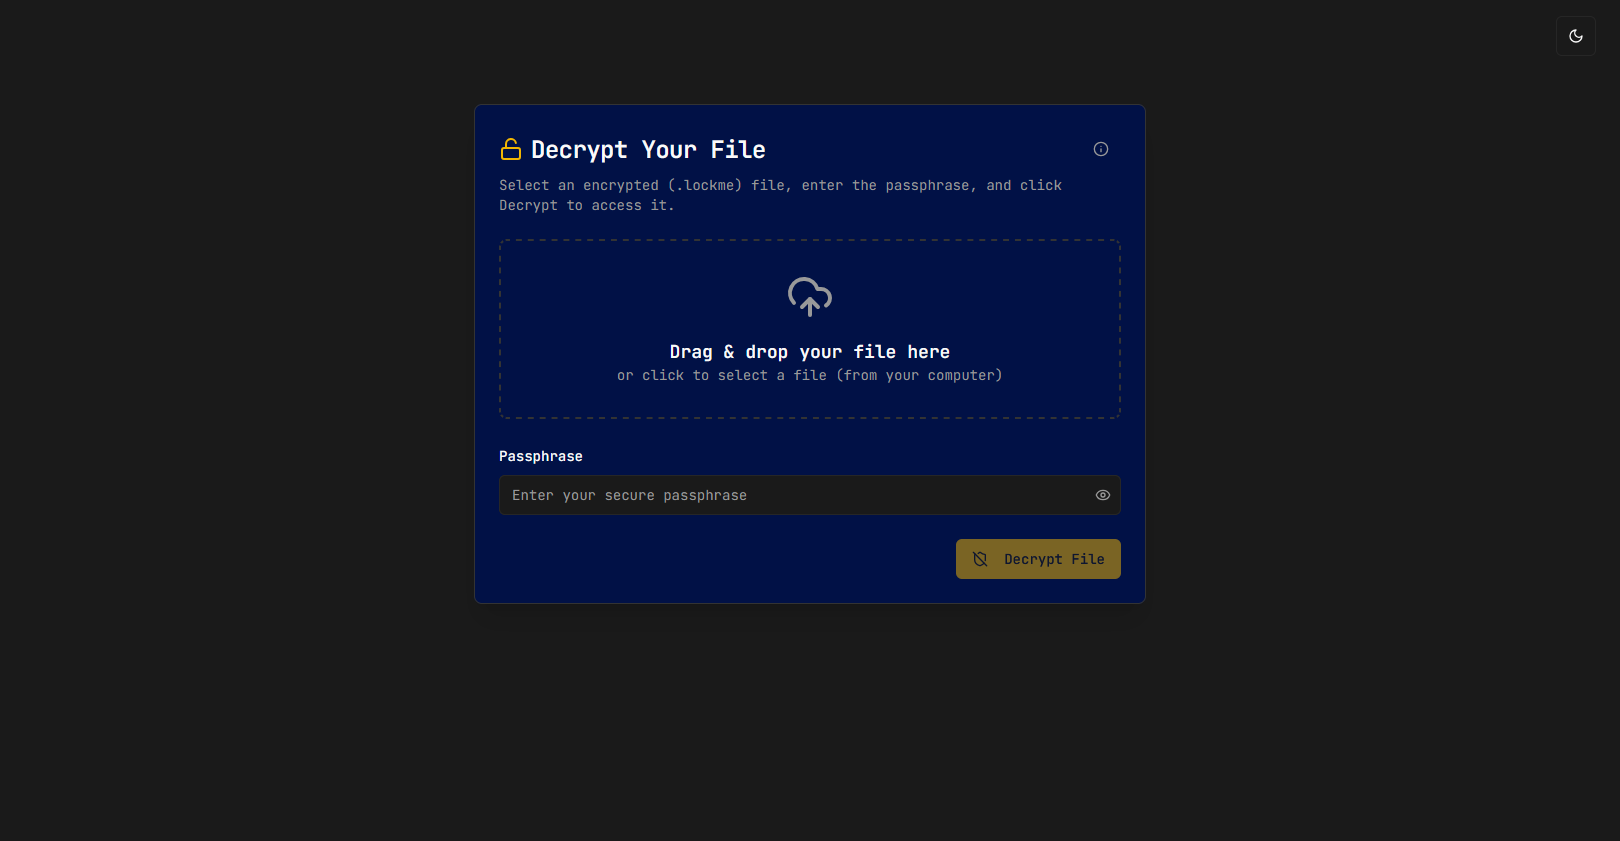 Decrypt Your File
Select an encrypted (.lockme) file, enter the passphrase, and click
Decrypt to access it.
Drag & drop your file here
or click to select a file (from your computer)
Passphrase
Enter your secure passphrase
Decrypt File